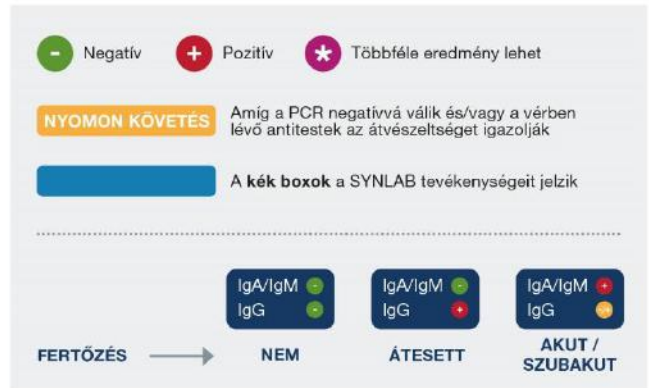 - Negatív + Pozitív * Többféle eredmény lehet
NYOMON KÖVETÉS
Amíg a PCR negatívvá válik és/vagy a vérben
lévő antitestek az átvészeltséget igazolják
A kék boxok a SYNLAB tevékenységeit jelzik
IgA/IgM - IgA/IgM - IgA/IgM +
IgG - IgG + IgG
FERTŐZÉS NEM ÁTESETT AKUT /
SZUBAKUT